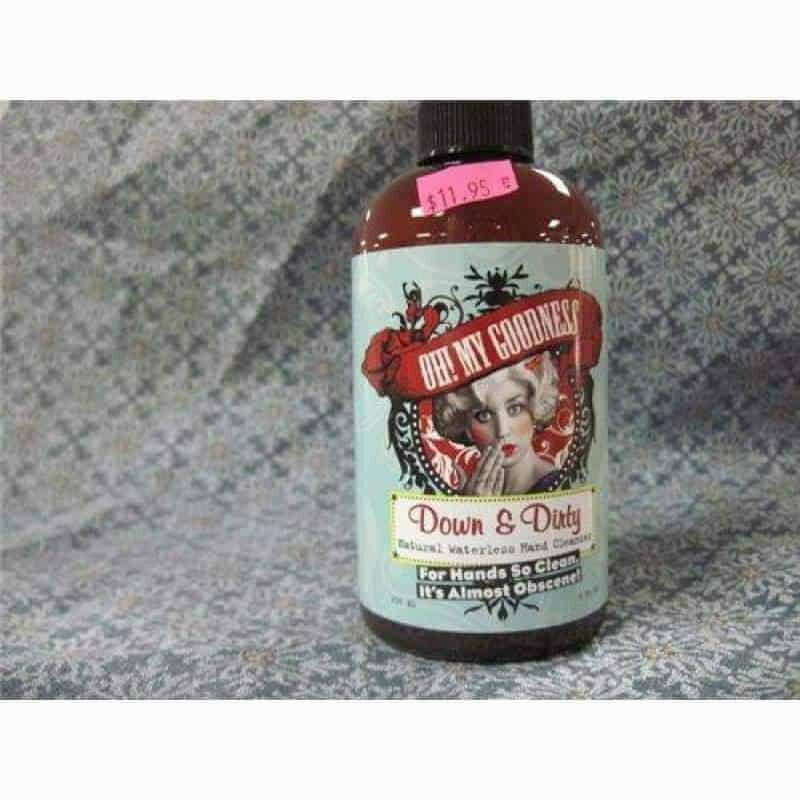 $11.95
OH! MY GOODNESS
Down & Dirty
Natural Waterless Hand Cleanser
For Hands So Clean,
It's Almost Obscene!